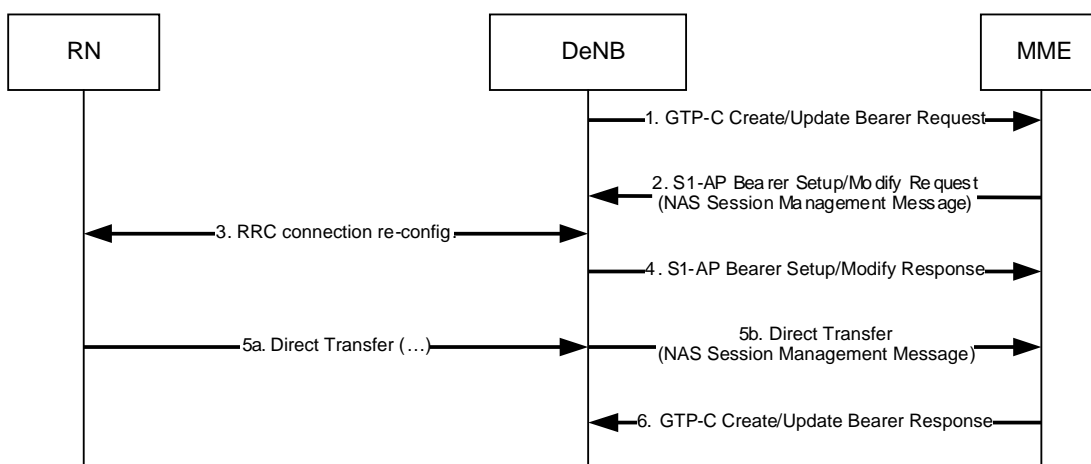 RN
DeNB
MME
1. GTP-C Create/Update Bearer Request
2. S1-AP Bearer Setup/Modify Request
(NAS Session Management Message)
3. RRC connection re-config.
4. S1-AP Bearer Setup/Modify Response
5a. Direct Transfer (…)
5b. Direct Transfer
(NAS Session Management Message)
6. GTP-C Create/Update Bearer Response